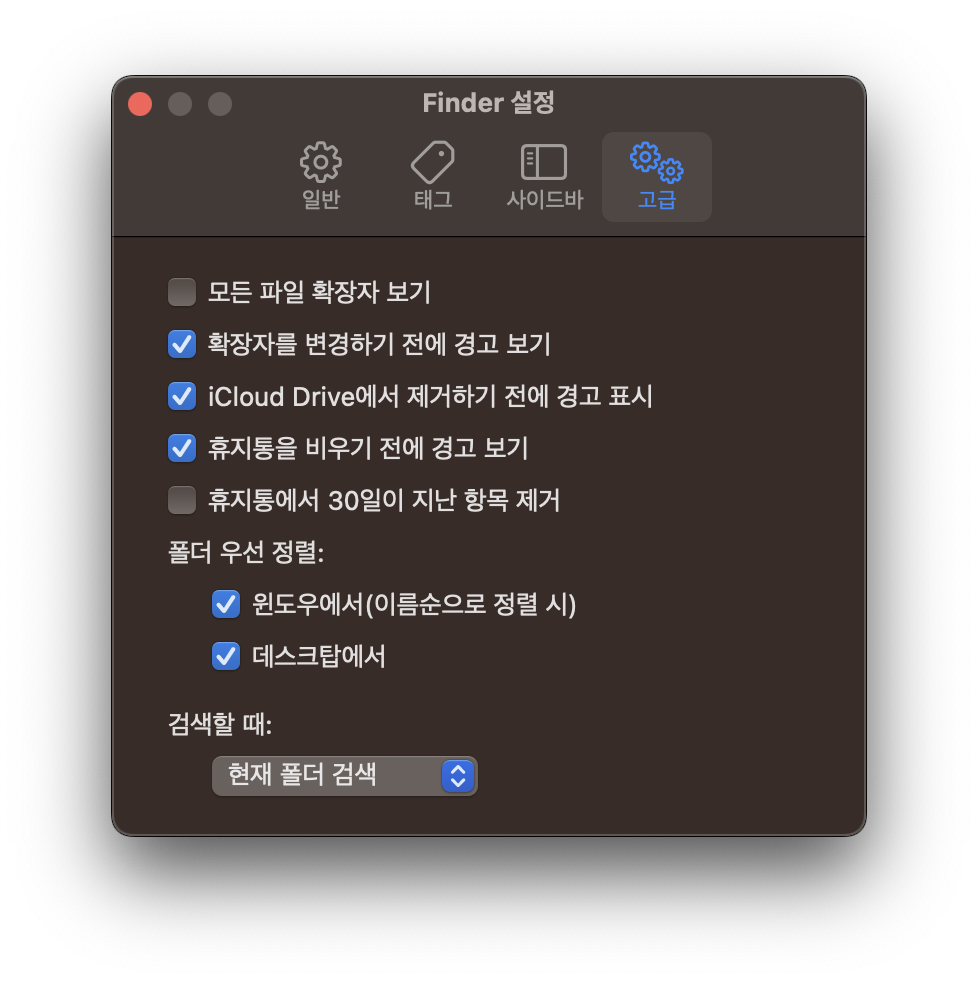 Finder 설정
일반
태그
사이드바
고급
모든 파일 확장자 보기
확장자를 변경하기 전에 경고 보기
iCloud Drive에서 제거하기 전에 경고 표시
휴지통을 비우기 전에 경고 보기
휴지통에서 30일이 지난 항목 제거
폴더 우선 정렬:
윈도우에서(이름순으로 정렬 시)
데스크탑에서
검색할 때:
현재 폴더 검색